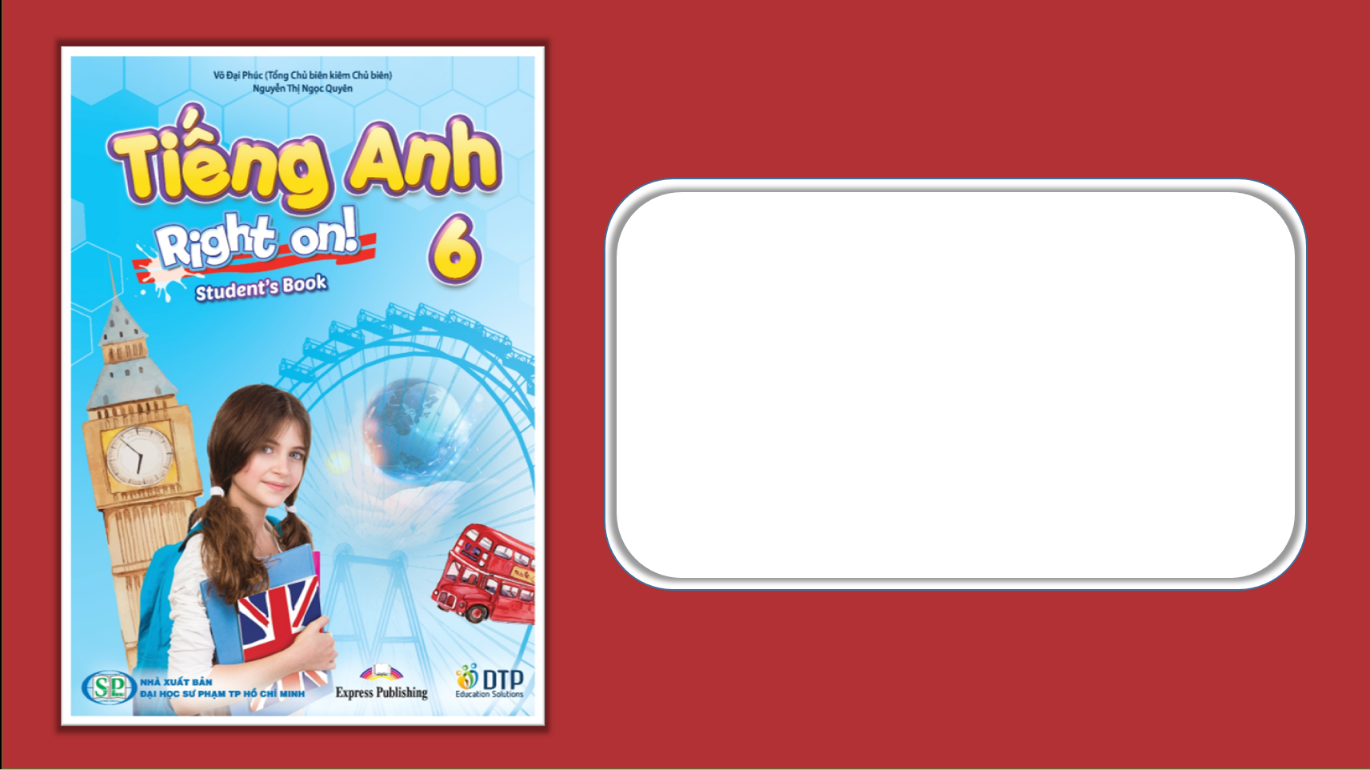 Võ Đại Phúc (Tổng Chủ biên kiêm Chủ biên)
Nguyễn Thị Ngọc Quyên
Tiếng Anh
Right on!
6
Student's Book
SP
NHÀ XUẤT BẢN
ĐẠI HỌC SƯ PHẠM TP HỒ CHÍ MINH
Express Publishing
DTP
Education Solutions